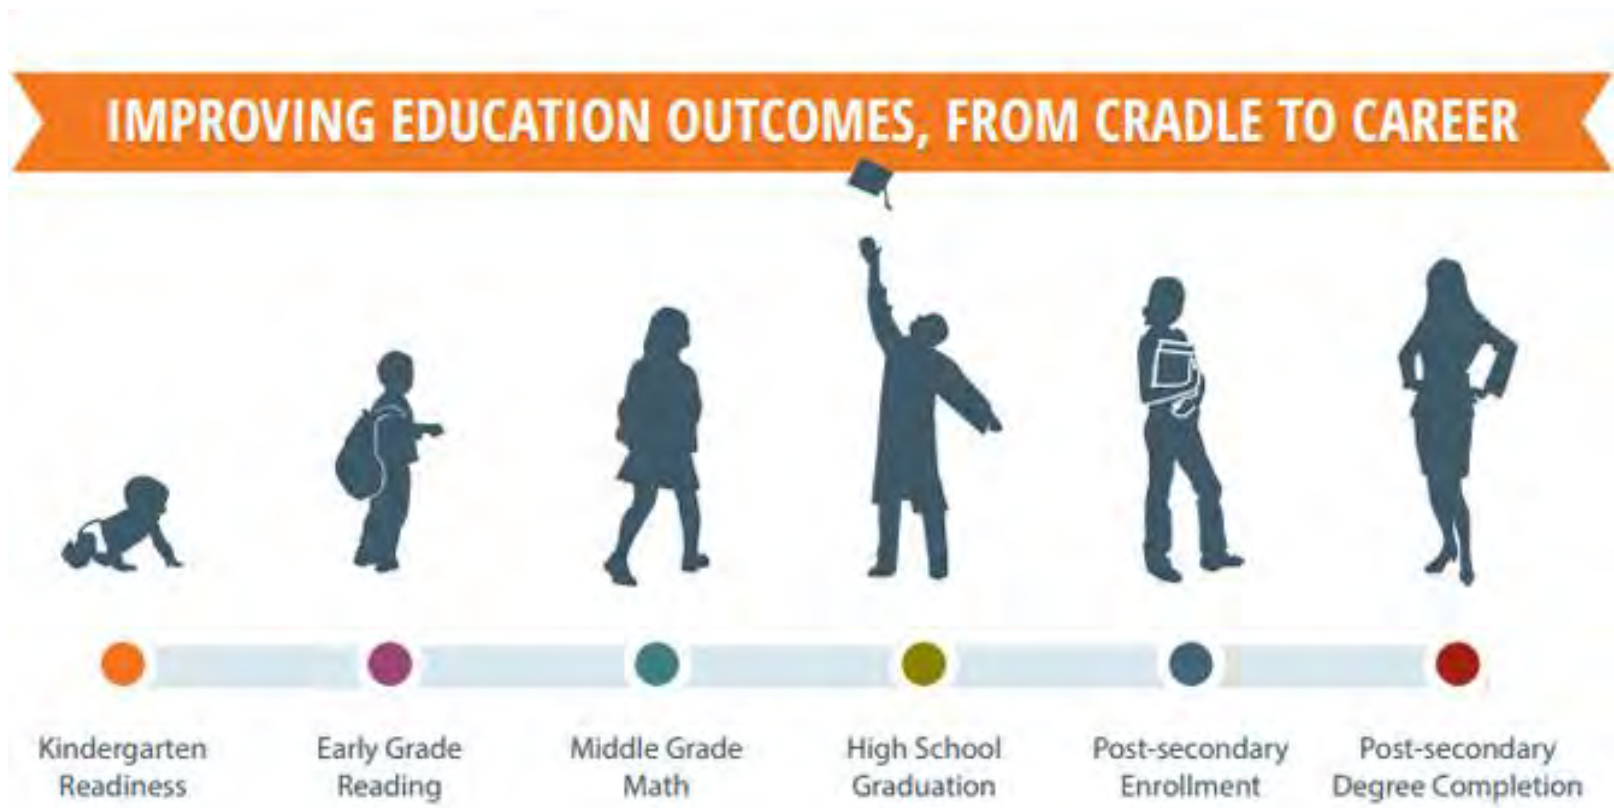 IMPROVING EDUCATION OUTCOMES, FROM CRADLE TO CAREER
Kindergarten
Readiness
Early Grade
Reading
Middle Grade
Math
High School
Graduation
Post-secondary
Enrollment
Post-secondary
Degree Completion